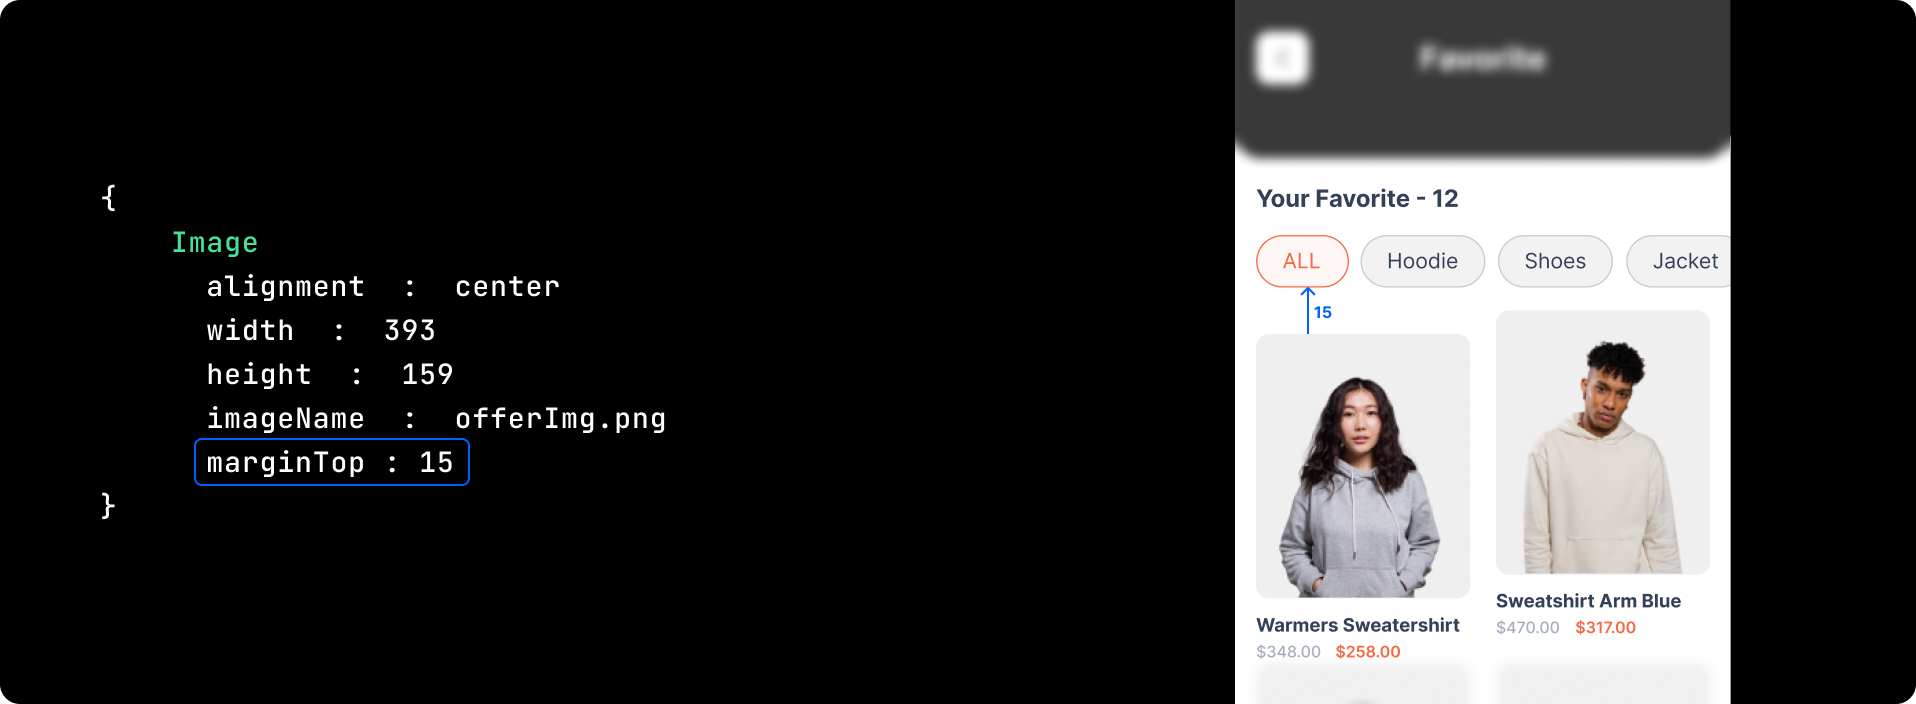 {
Image
alignment : center
width : 393
height : 159
imageName : offerImg.png
marginTop : 15
}
Favorite
Your Favorite - 12
ALL Hoodie Shoes Jacket
15
Warmers Sweatershirt
$348.00 $258.00
Sweatshirt Arm Blue
$470.00 $317.00